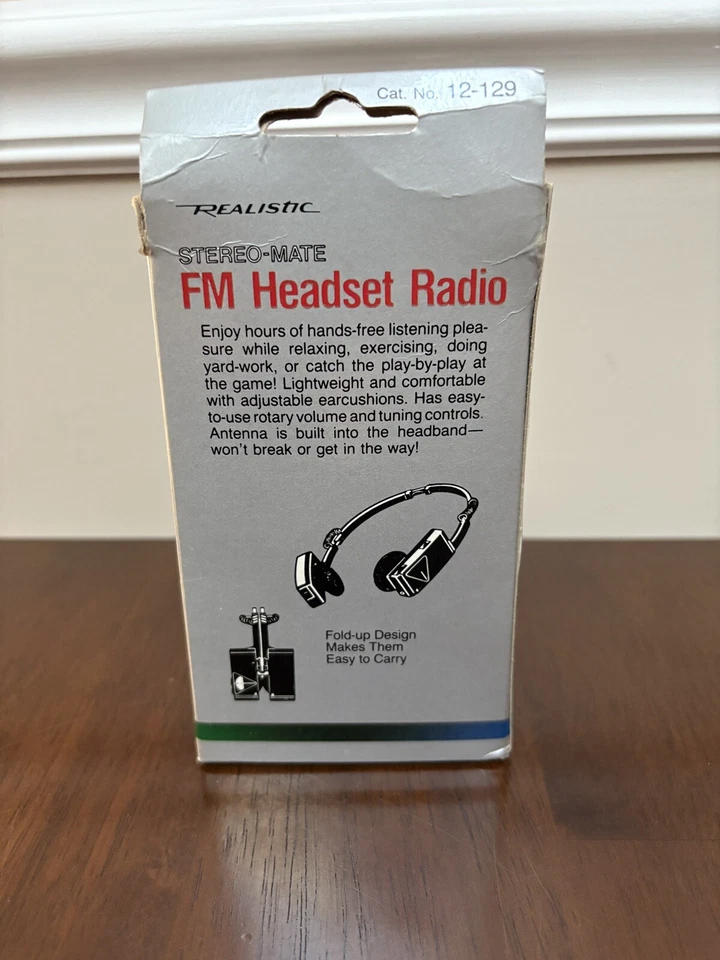 Cat. No. 12-129
REALISTIC
STEREO-MATE
FM Headset Radio
Enjoy hours of hands-free listening plea-
sure while relaxing, exercising, doing
yard-work, or catch the play-by-play at
the game! Lightweight and comfortable
with adjustable earcushions. Has easy-
to-use rotary volume and tuning controls.
Antenna is built into the headband—
won't break or get in the way!
Fold-up Design
Makes Them
Easy to Carry